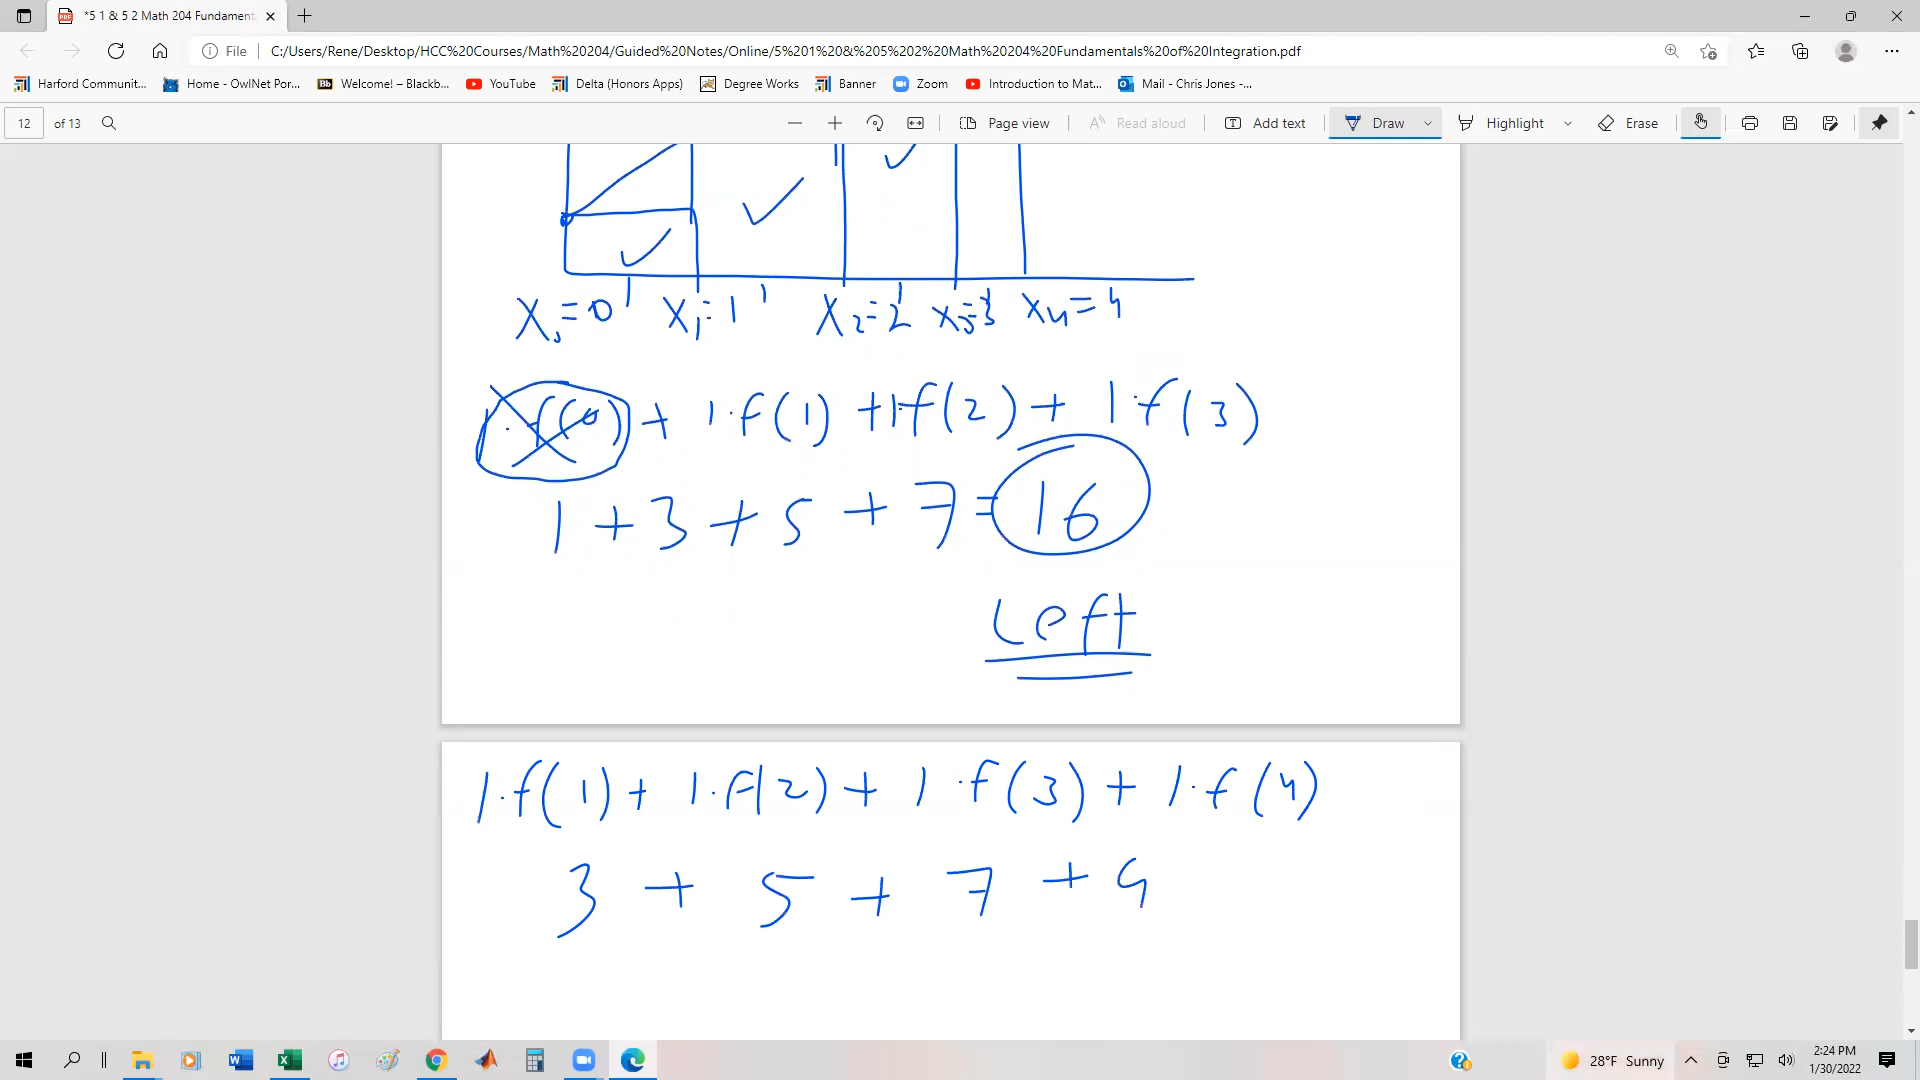 *5 1 & 5 2 Math 204 Fundament
File C:/Users/Rene/Desktop/HCC%20Courses/Math%20204/Guided%20Notes/Online/5%201%20&%205%202%20Math%20204%20Fundamentals%20of%20Integration.pdf
Harford Communit... Home - OwlNet Por... Welcome! – Blackb... YouTube Delta (Honors Apps) Degree Works Banner Zoom Introduction to Mat... Mail - Chris Jones -...
12 of 13 Page view Read aloud Add text Draw Highlight Erase
X₀=0 X₁=1 X₂=2 X₃=3 X₄=4
1·f(0) + 1·f(1) + 1·f(2) + 1·f(3)
1 + 3 + 5 + 7 = 16
Left
1·f(1) + 1·f(2) + 1·f(3) + 1·f(4)
3 + 5 + 7 + 9
28°F Sunny 2:24 PM
1/30/2022